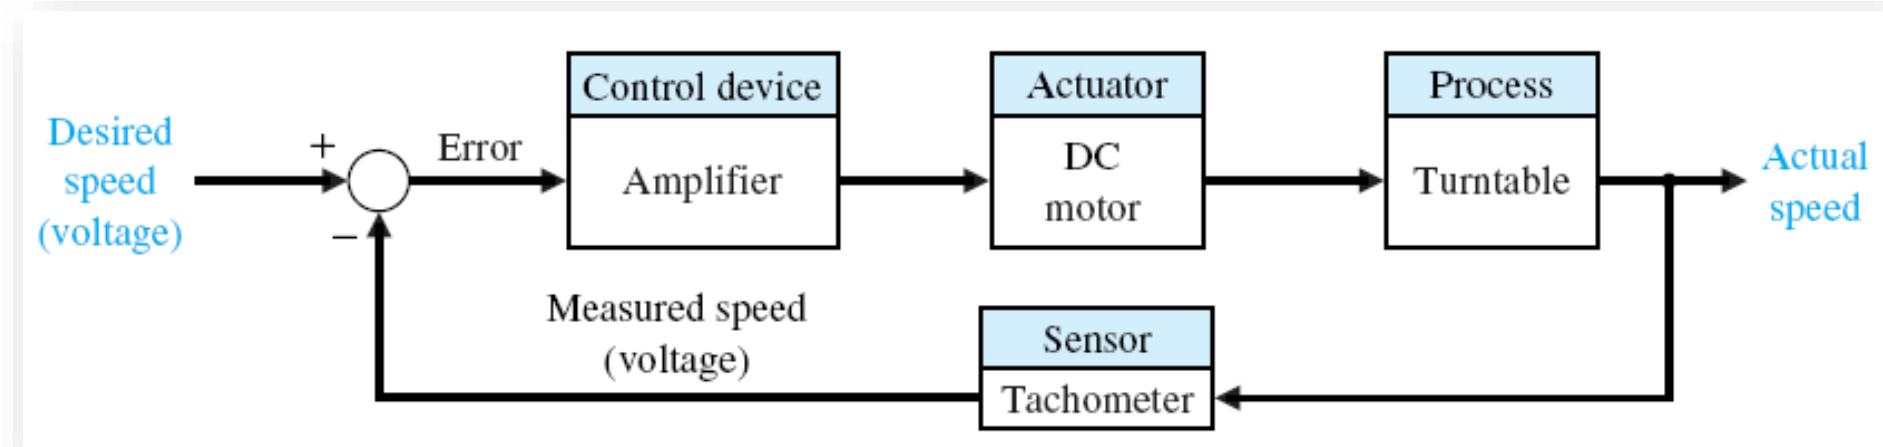 Desired
speed
(voltage)
+
−
Error
Control device
Amplifier
Actuator
DC
motor
Process
Turntable
Actual
speed
Measured speed
(voltage)
Sensor
Tachometer